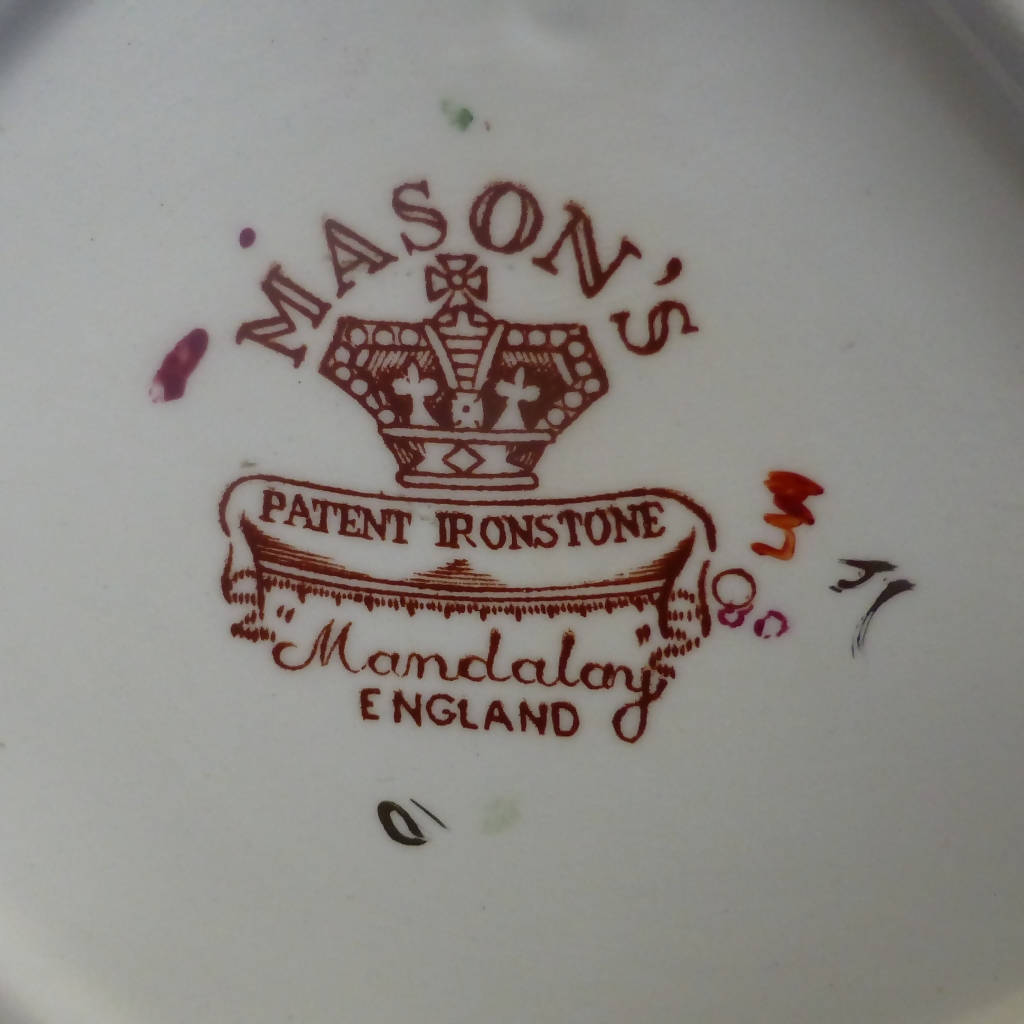 MASON'S
PATENT IRONSTONE
"Mandalay"
ENGLAND